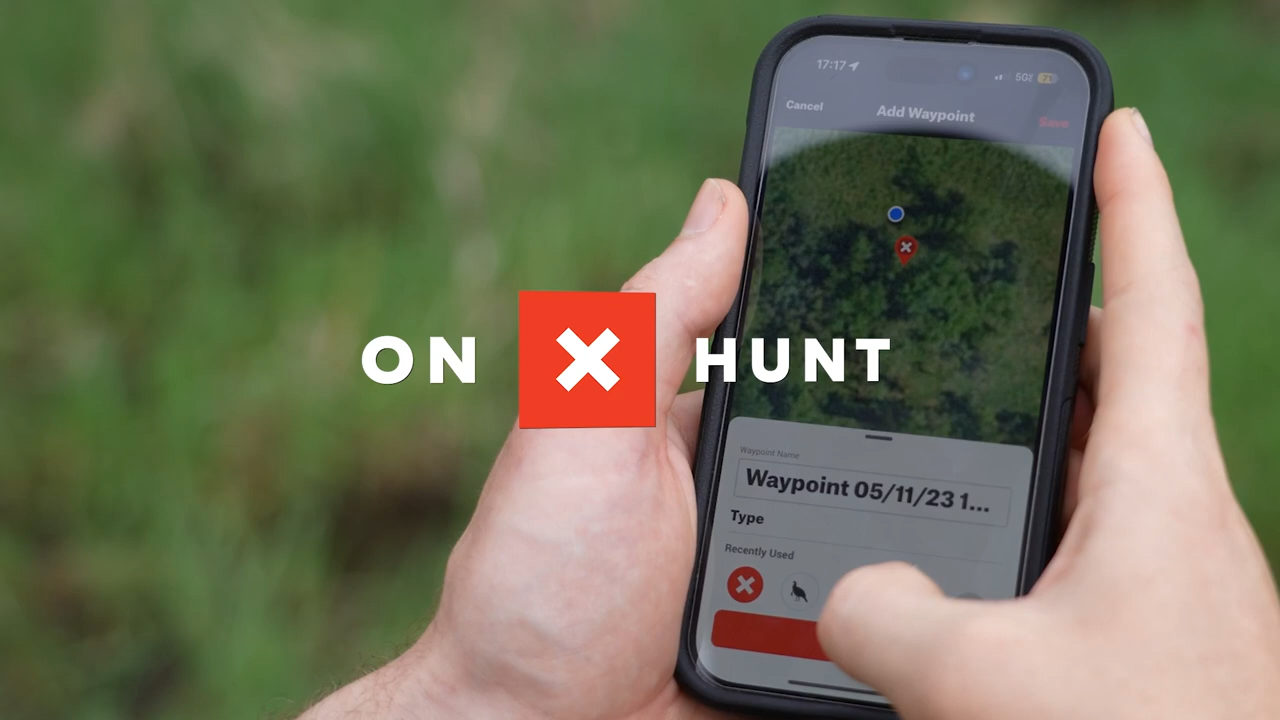 17:17
5G
Cancel
Add Waypoint
Save
ON X HUNT
Waypoint Name
Waypoint 05/11/23 1...
Type
Recently Used